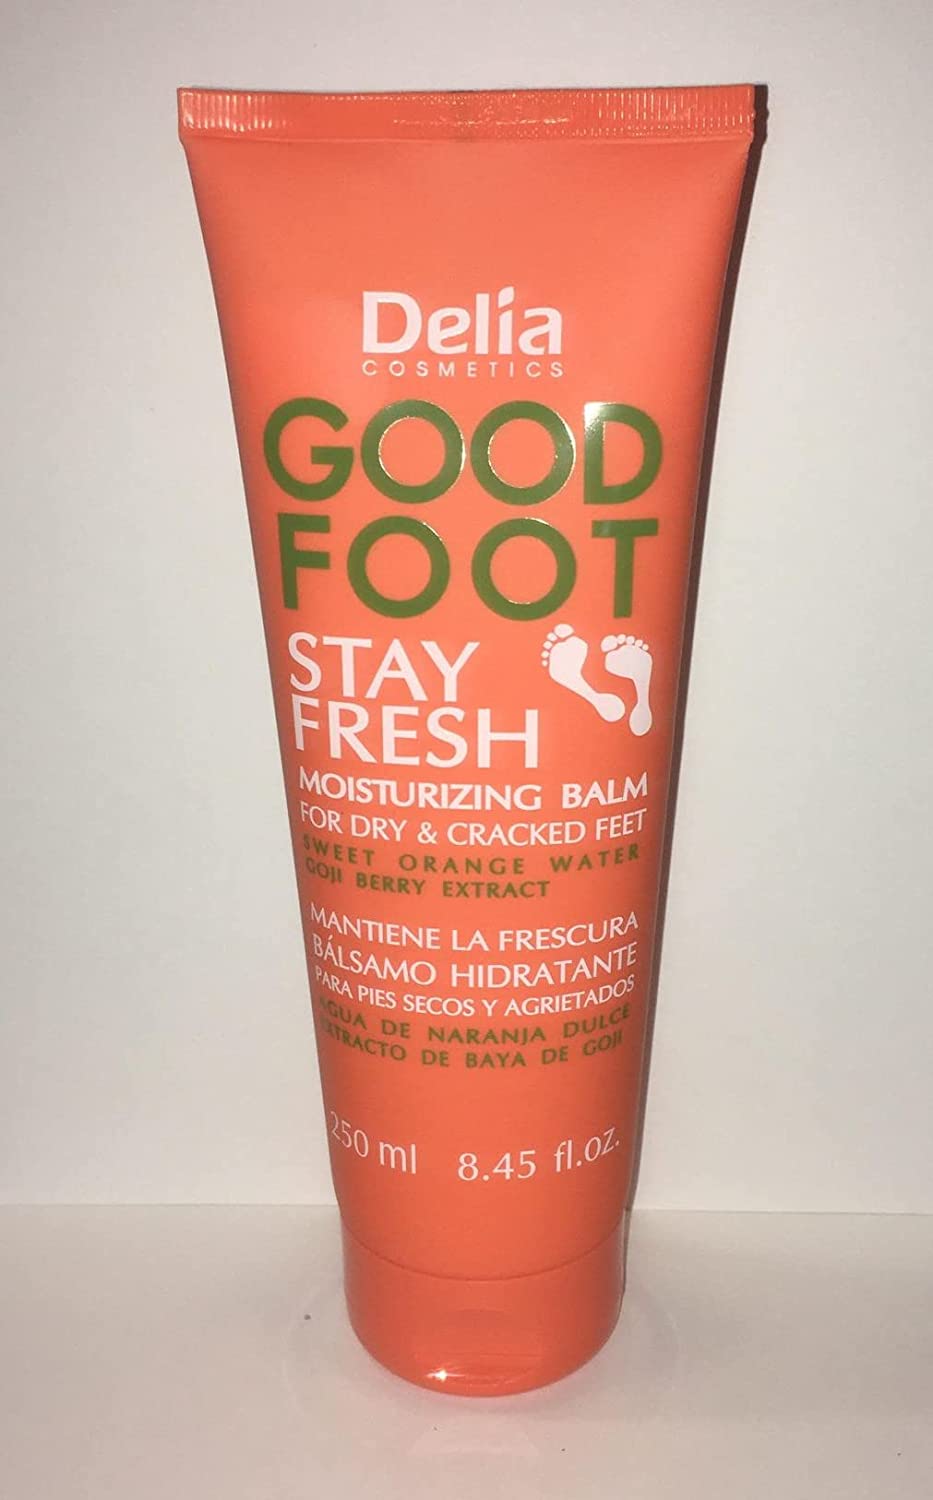 Delia
COSMETICS
GOOD
FOOT
STAY
FRESH
MOISTURIZING BALM
FOR DRY & CRACKED FEET
SWEET ORANGE WATER
GOJI BERRY EXTRACT
MANTIENE LA FRESCURA
BÁLSAMO HIDRATANTE
PARA PIES SECOS Y AGRIETADOS
AGUA DE NARANJA DULCE
EXTRACTO DE BAYA DE GOJI
250 ml 8.45 fl.oz.